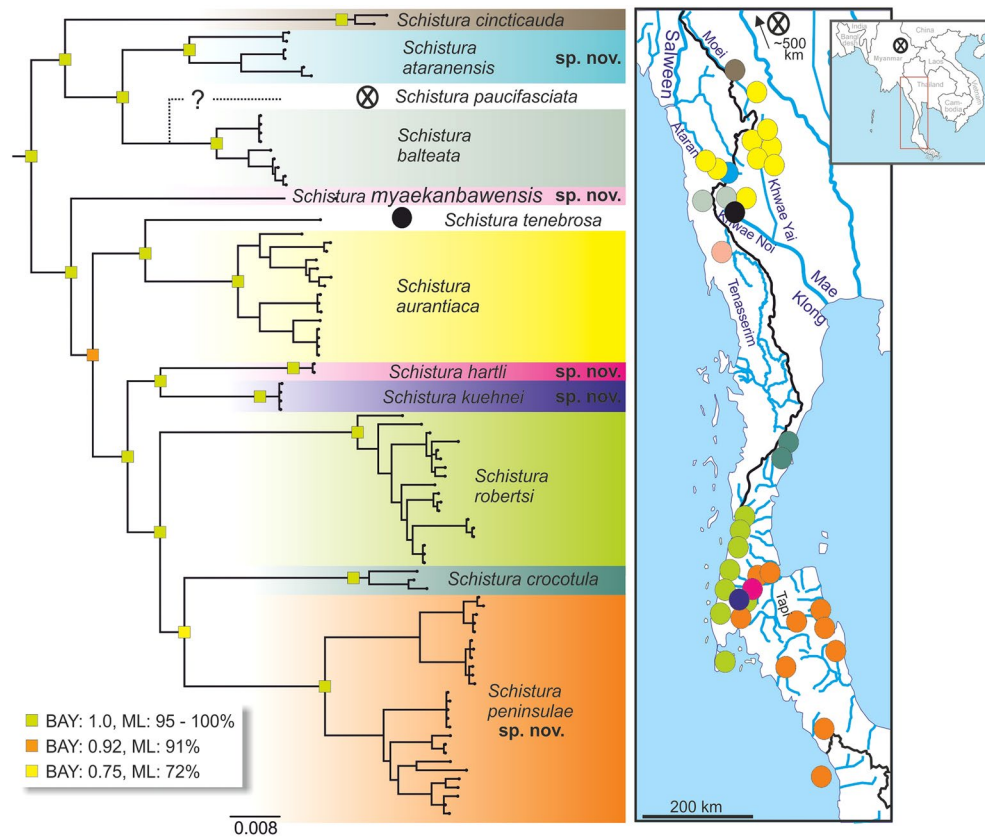 Schistura cincticauda
Schistura
ataranensis sp. nov.
?
Schistura paucifasciata
Schistura
balteata
Schistura myaekanbawensis sp. nov.
Schistura tenebrosa
Schistura
aurantiaca
Schistura hartli sp. nov.
Schistura kuehnei sp. nov.
Schistura
robertsi
Schistura crocotula
Schistura
peninsulae
sp. nov.
BAY: 1.0, ML: 95 - 100%
BAY: 0.92, ML: 91%
BAY: 0.75, ML: 72%
0.008
Salween
Moei
~500
km
Ataran
Khwae Yai
Khwae Noi
Mae
Klong
Tenasserim
Tapi
200 km
India
China
Myanmar
Laos
Thailand
Cam-
bodia
Vietnam